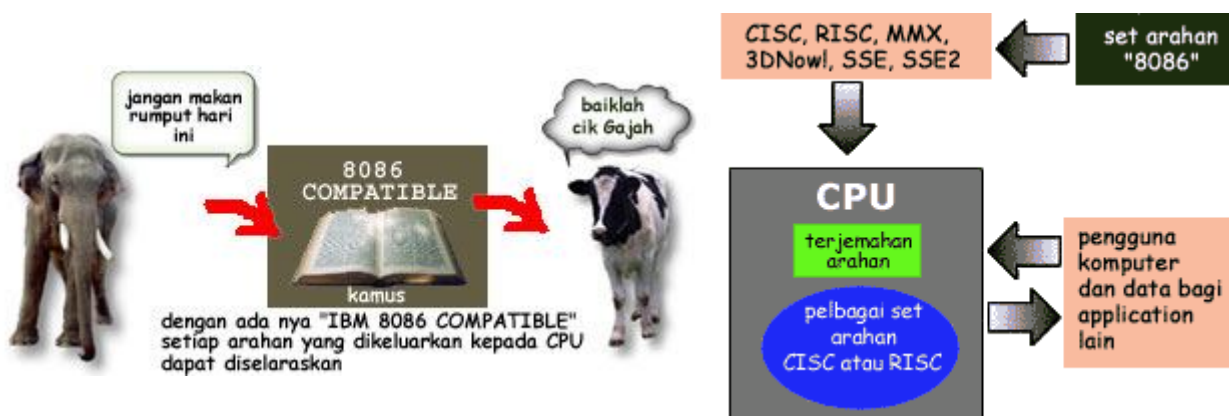 jangan makan
rumput hari
ini
8086
COMPATIBLE
kamus
baiklah
cik Gajah
dengan ada nya "IBM 8086 COMPATIBLE"
setiap arahan yang dikeluarkan kepada CPU
dapat diselaraskan
CISC, RISC, MMX,
3DNow!, SSE, SSE2
set arahan
"8086"
CPU
terjemahan
arahan
pelbagai set
arahan
CISC atau RISC
pengguna
komputer
dan data bagi
application
lain